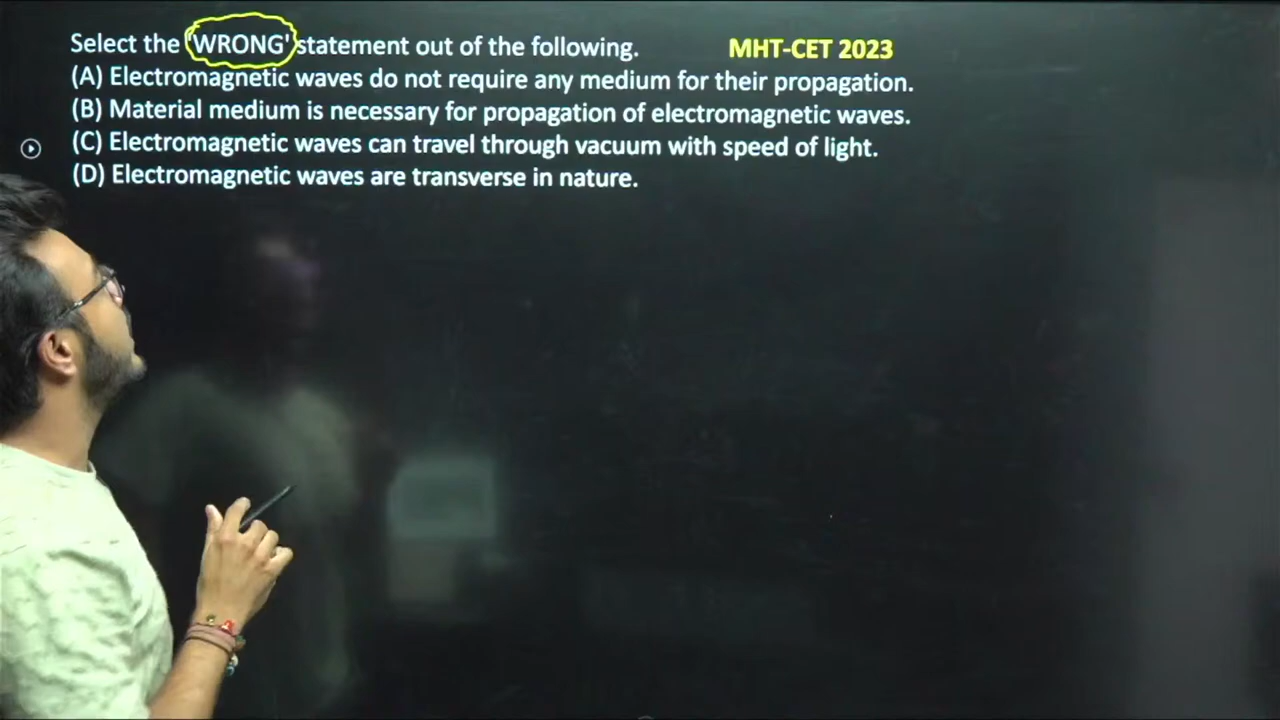 Select the 'WRONG' statement out of the following. MHT-CET 2023
(A) Electromagnetic waves do not require any medium for their propagation.
(B) Material medium is necessary for propagation of electromagnetic waves.
(C) Electromagnetic waves can travel through vacuum with speed of light.
(D) Electromagnetic waves are transverse in nature.